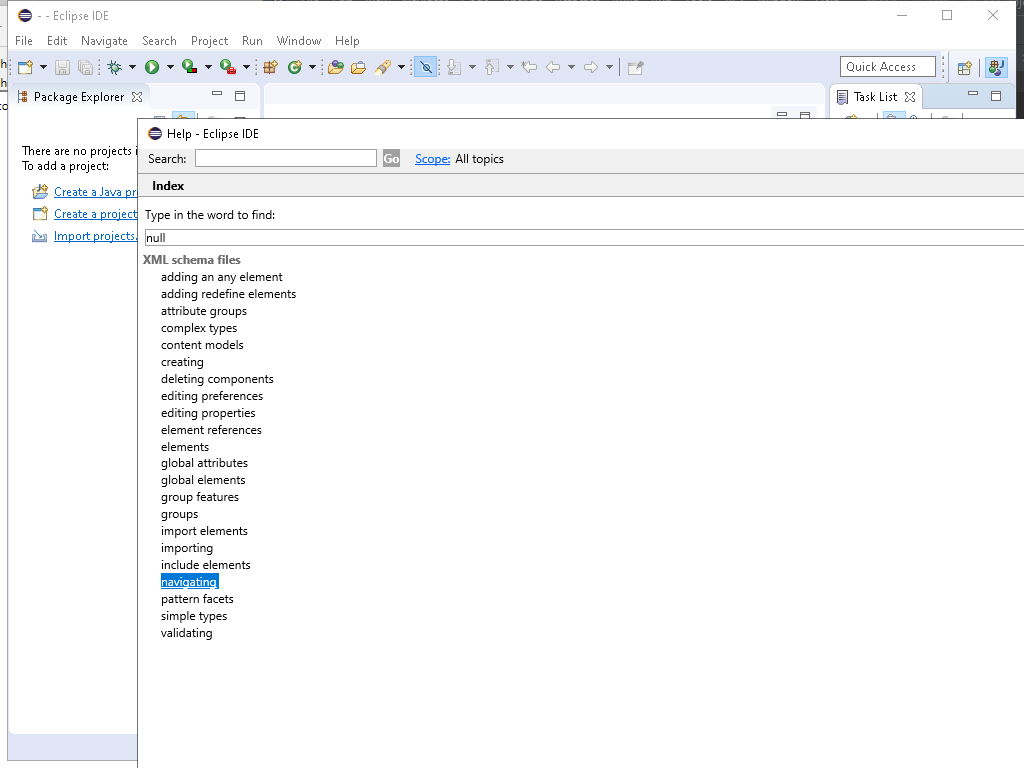 - - Eclipse IDE
File Edit Navigate Search Project Run Window Help
Quick Access
Package Explorer
Task List
There are no projects i
To add a project:
Create a Java pr
Create a project
Import projects.
Help - Eclipse IDE
Search: Go Scope: All topics
Index
Type in the word to find:
null
XML schema files
adding an any element
adding redefine elements
attribute groups
complex types
content models
creating
deleting components
editing preferences
editing properties
element references
elements
global attributes
global elements
group features
groups
import elements
importing
include elements
navigating
pattern facets
simple types
validating